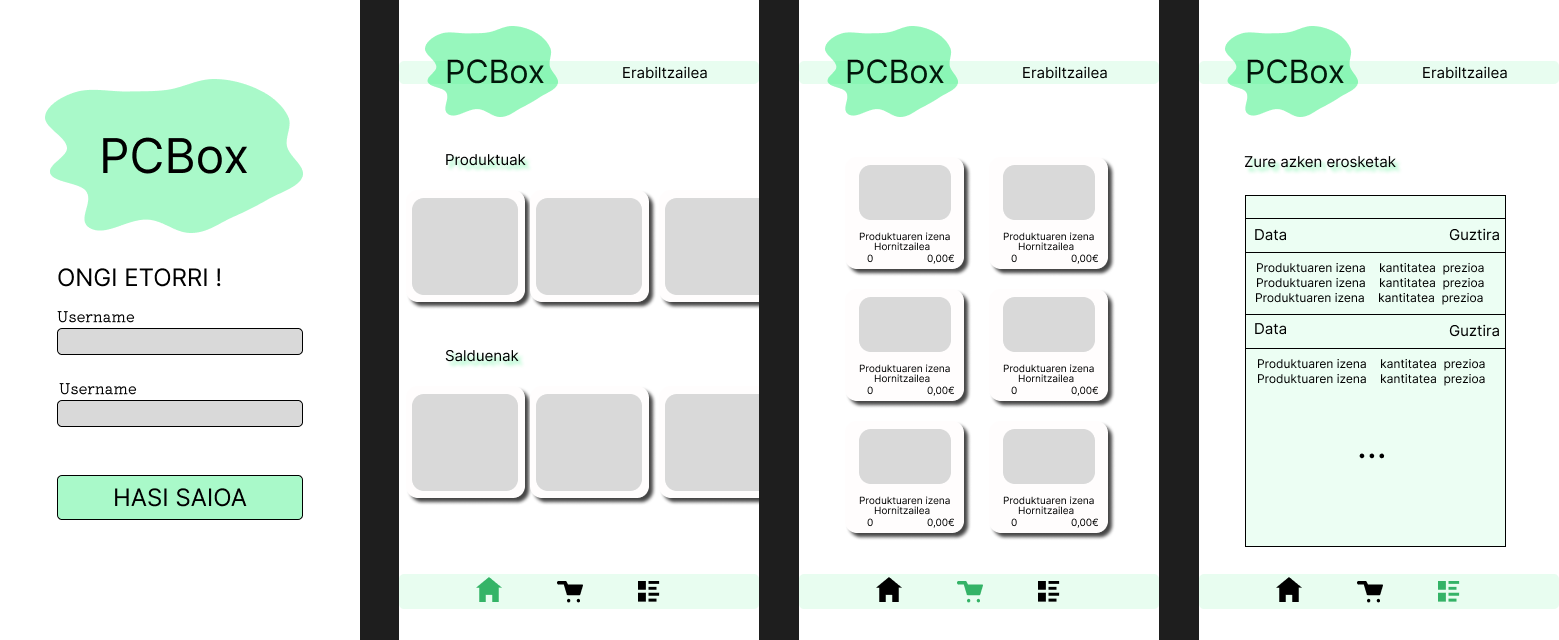 PCBox
ONGI ETORRI !
Username
Username
HASI SAIOA
PCBox
Erabiltzailea
Produktuak
Salduenak
PCBox
Erabiltzailea
Produktuaren izena
Hornitzailea
0 0,00€
Produktuaren izena
Hornitzailea
0 0,00€
Produktuaren izena
Hornitzailea
0 0,00€
Produktuaren izena
Hornitzailea
0 0,00€
Produktuaren izena
Hornitzailea
0 0,00€
Produktuaren izena
Hornitzailea
0 0,00€
PCBox
Erabiltzailea
Zure azken erosketak
Data Guztira
Produktuaren izena kantitatea prezioa
Produktuaren izena kantitatea prezioa
Produktuaren izena kantitatea prezioa
Data Guztira
Produktuaren izena kantitatea prezioa
Produktuaren izena kantitatea prezioa
...